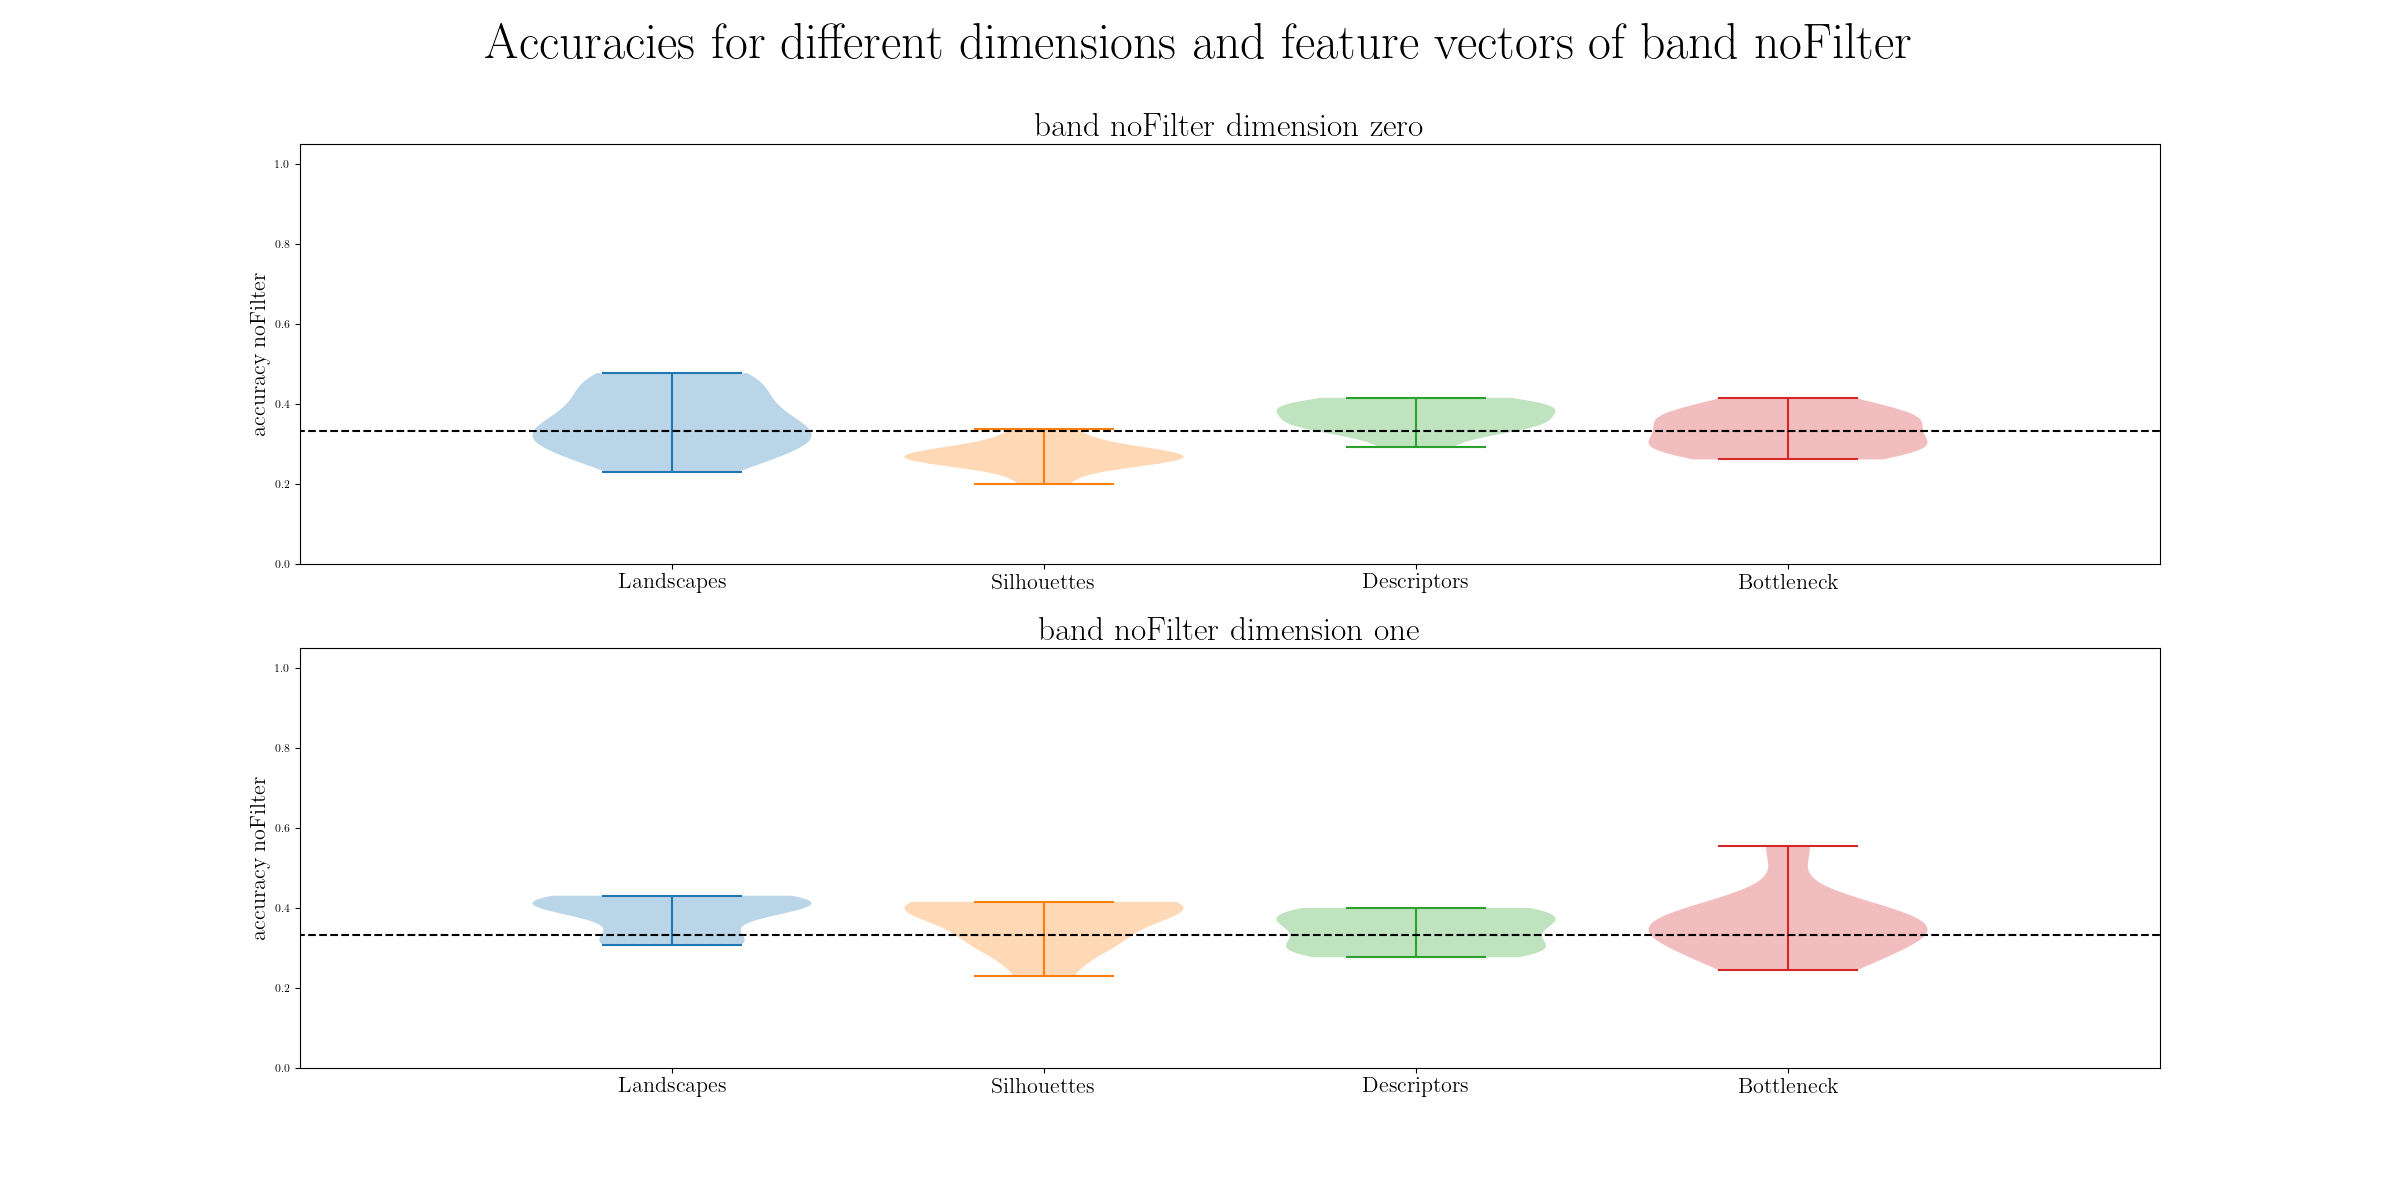 Accuracies for different dimensions and feature vectors of band noFilter
band noFilter dimension zero
accuracy noFilter
1.0
0.8
0.6
0.4
0.2
0.0
Landscapes Silhouettes Descriptors Bottleneck
band noFilter dimension one
accuracy noFilter
1.0
0.8
0.6
0.4
0.2
0.0
Landscapes Silhouettes Descriptors Bottleneck